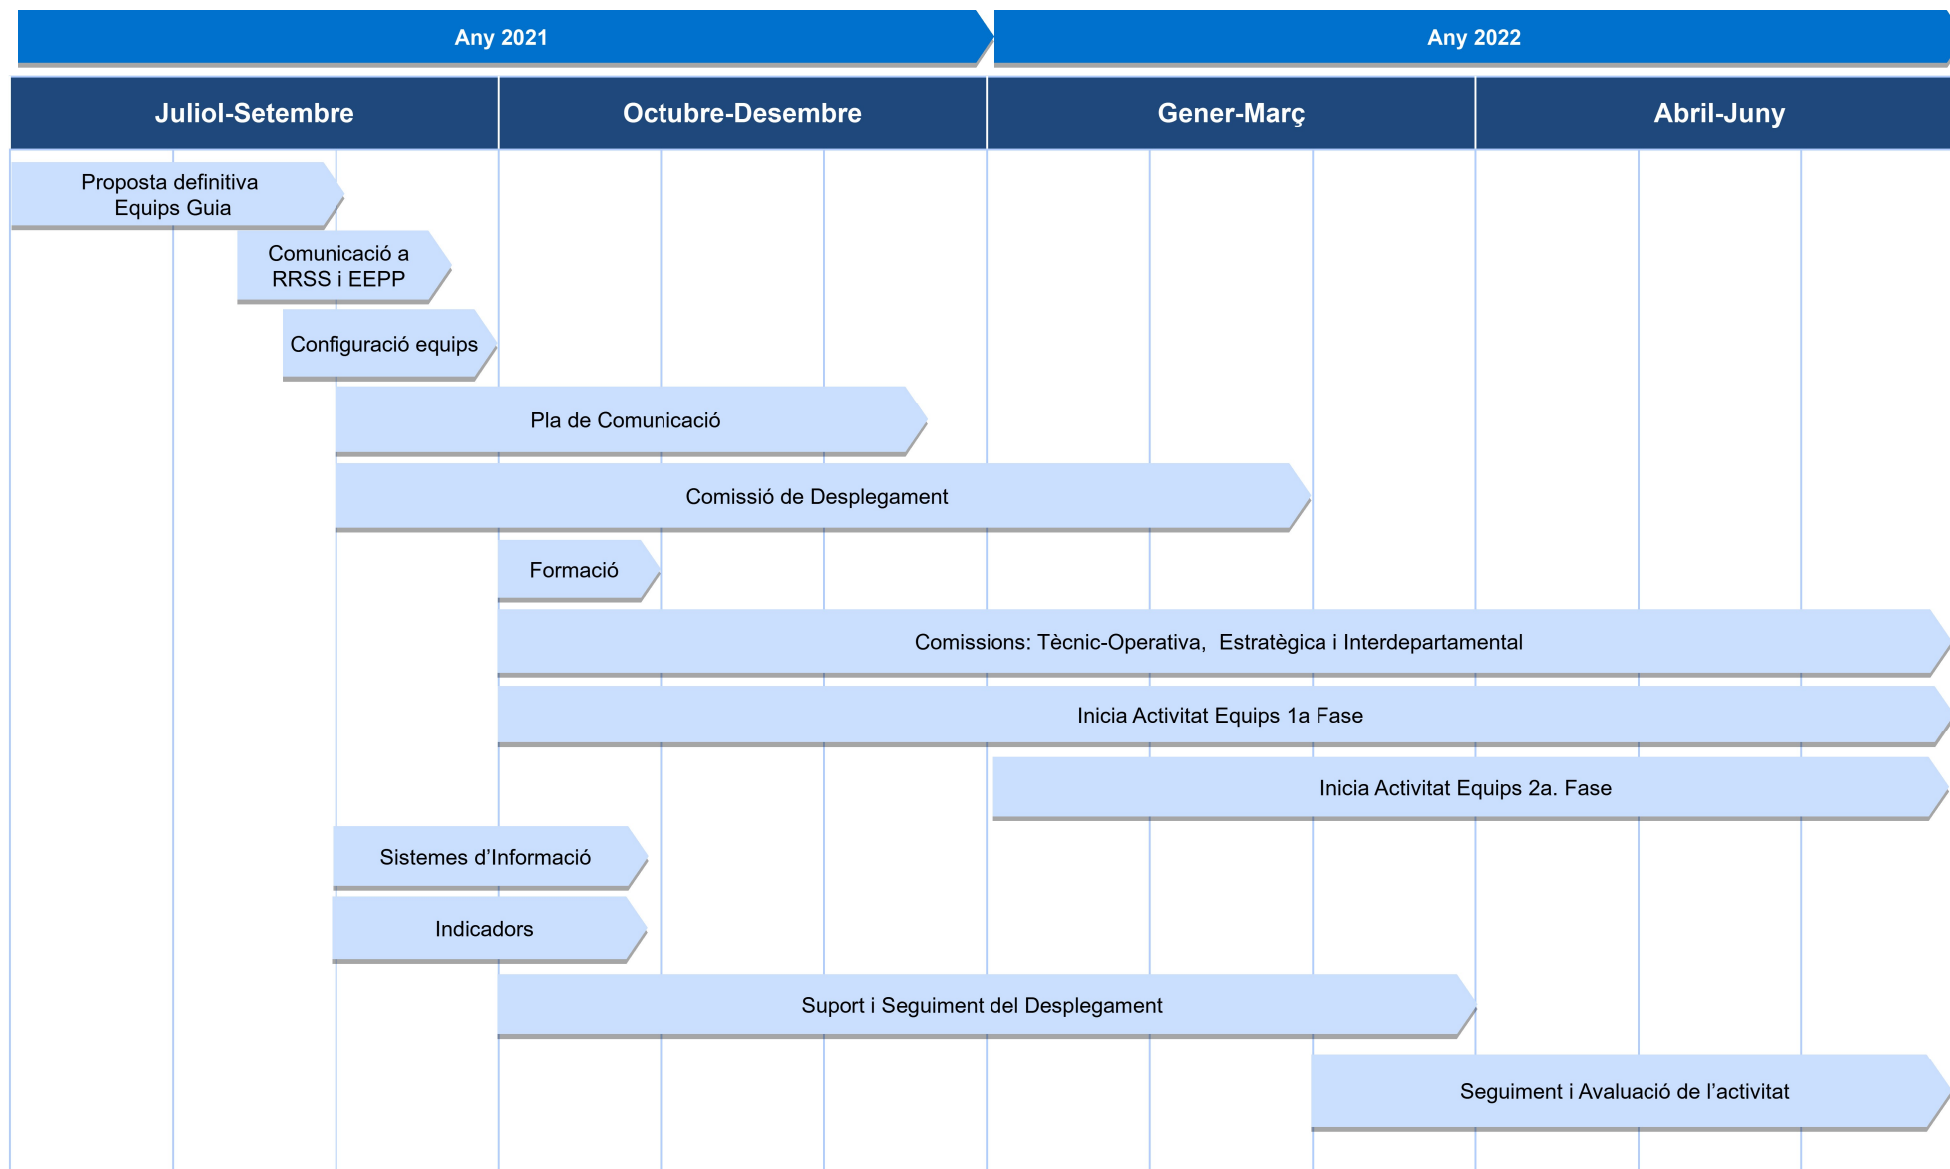 Any 2021
Any 2022
Juliol-Setembre
Octubre-Desembre
Gener-Març
Abril-Juny
Proposta definitiva
Equips Guia
Comunicació a
RRSS i EEPP
Configuració equips
Pla de Comunicació
Comissió de Desplegament
Formació
Comissions: Tècnic-Operativa,  Estratègica i Interdepartamental
Inicia Activitat Equips 1a Fase
Inicia Activitat Equips 2a. Fase
Sistemes d’Informació
Indicadors
Suport i Seguiment del Desplegament
Seguiment i Avaluació de l’activitat